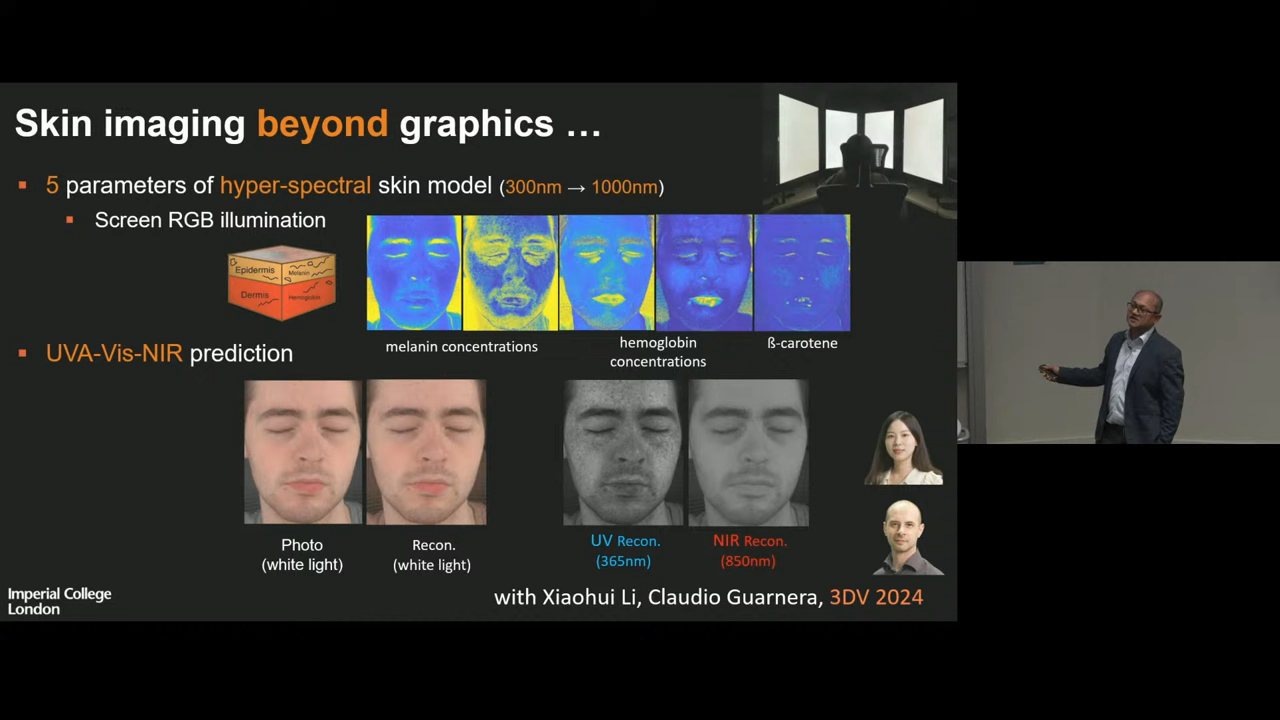 Skin imaging beyond graphics ...
▪ 5 parameters of hyper-spectral skin model (300nm → 1000nm)
▪ Screen RGB illumination
Epidermis
Melanin
Dermis
Hemoglobin
melanin concentrations
hemoglobin
concentrations
ß-carotene
▪ UVA-Vis-NIR prediction
Photo
(white light)
Recon.
(white light)
UV Recon.
(365nm)
NIR Recon.
(850nm)
Imperial College
London
with Xiaohui Li, Claudio Guarnera, 3DV 2024